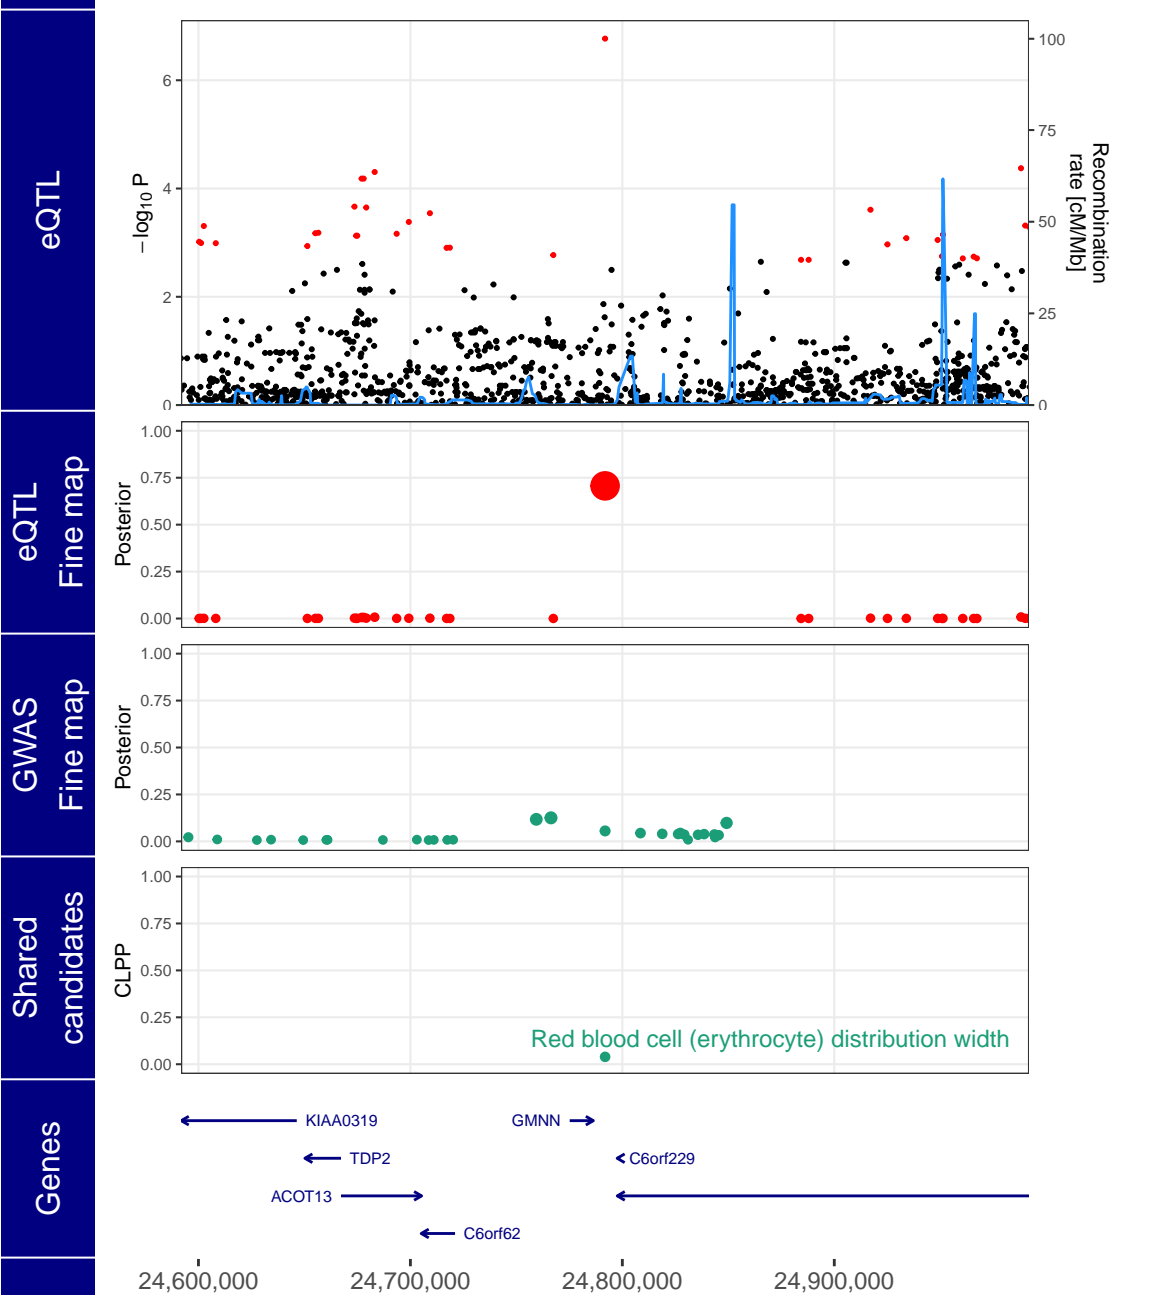 eQTL
−log10 P
6
4
2
0
100
75
50
25
0
Recombination
rate [cM/Mb]
eQTL
Fine map
Posterior
1.00
0.75
0.50
0.25
0.00
GWAS
Fine map
Posterior
1.00
0.75
0.50
0.25
0.00
Shared
candidates
CLPP
1.00
0.75
0.50
0.25
0.00
Red blood cell (erythrocyte) distribution width
Genes
KIAA0319
GMNN
TDP2
C6orf229
ACOT13
C6orf62
24,600,000
24,700,000
24,800,000
24,900,000